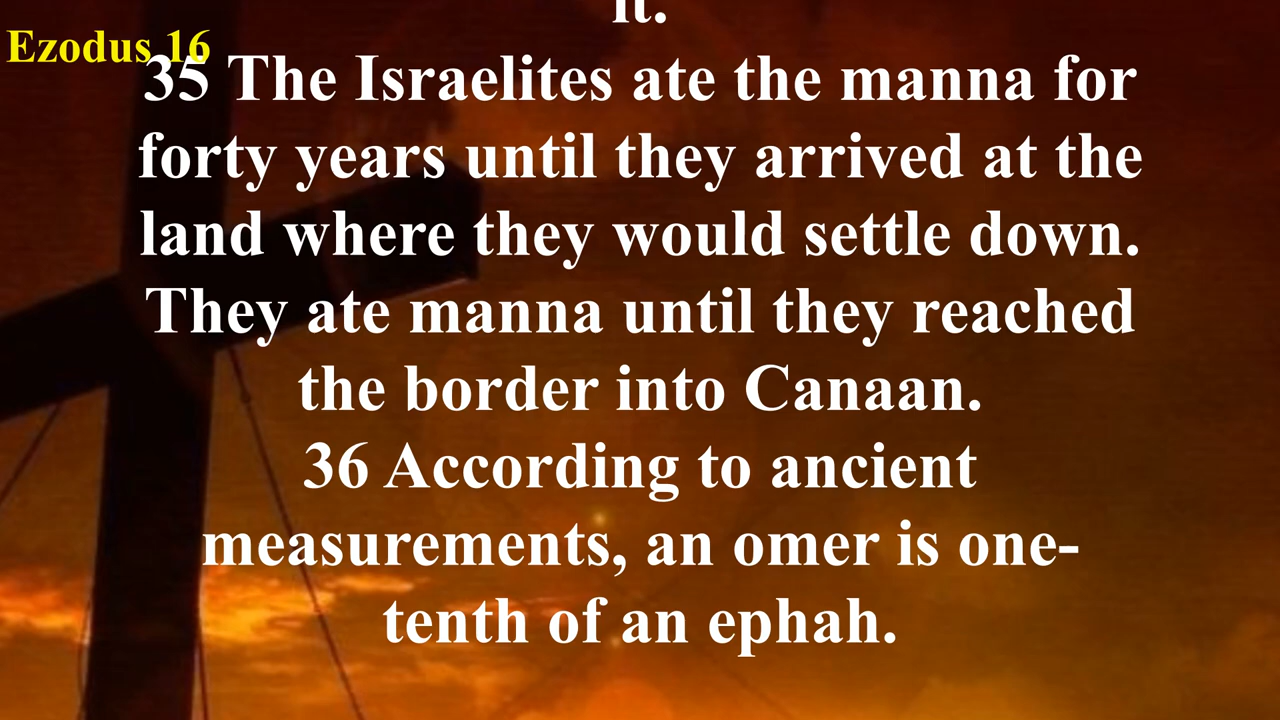 it.
Ezodus 16
35 The Israelites ate the manna for
forty years until they arrived at the
land where they would settle down.
They ate manna until they reached
the border into Canaan.
36 According to ancient
measurements, an omer is one-
tenth of an ephah.